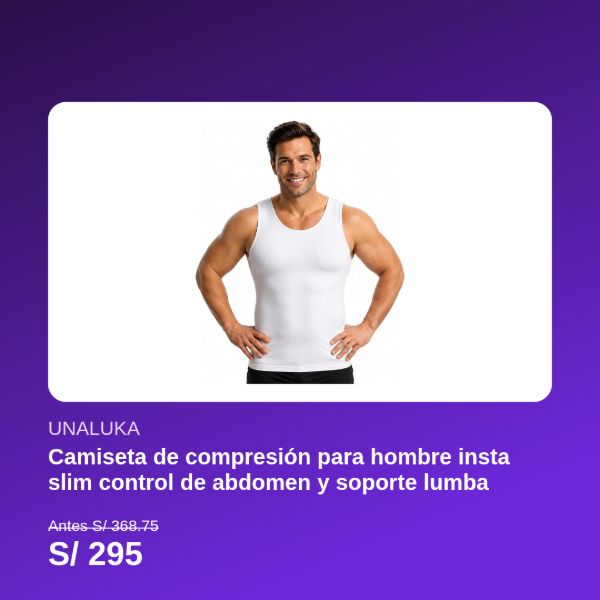 UNALUKA
Camiseta de compresión para hombre insta
slim control de abdomen y soporte lumba
Antes S/ 368.75
S/ 295